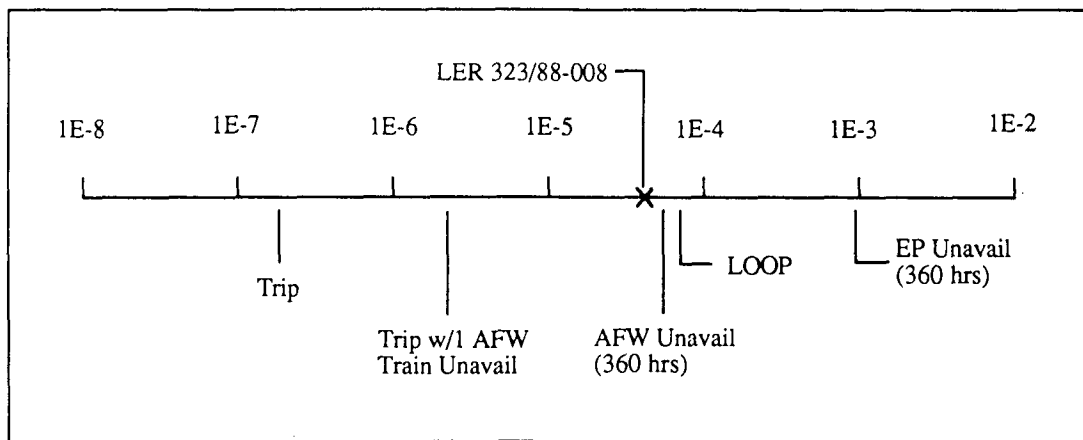 LER 323/88-008
1E-8 1E-7 1E-6 1E-5 1E-4 1E-3 1E-2
Trip
Trip w/1 AFW
Train Unavail
AFW Unavail
(360 hrs)
LOOP
EP Unavail
(360 hrs)